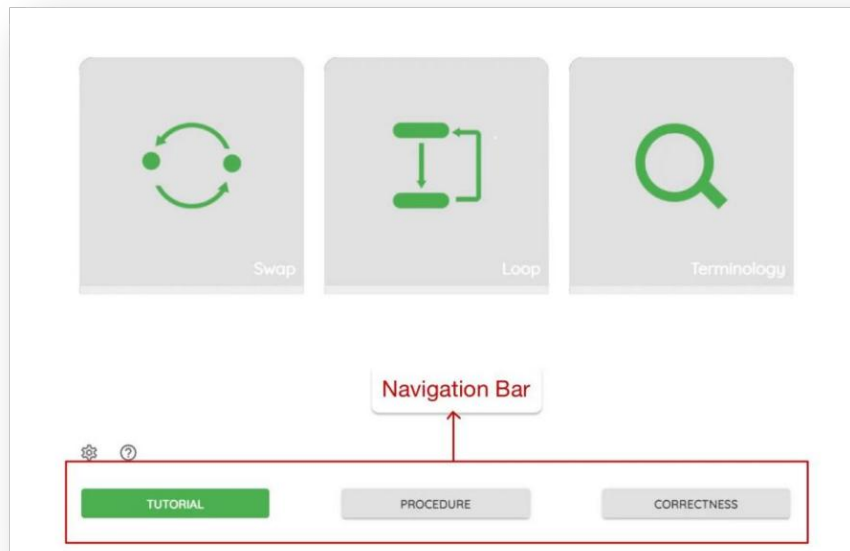 Swap
Loop
Terminology
Navigation Bar
TUTORIAL
PROCEDURE
CORRECTNESS